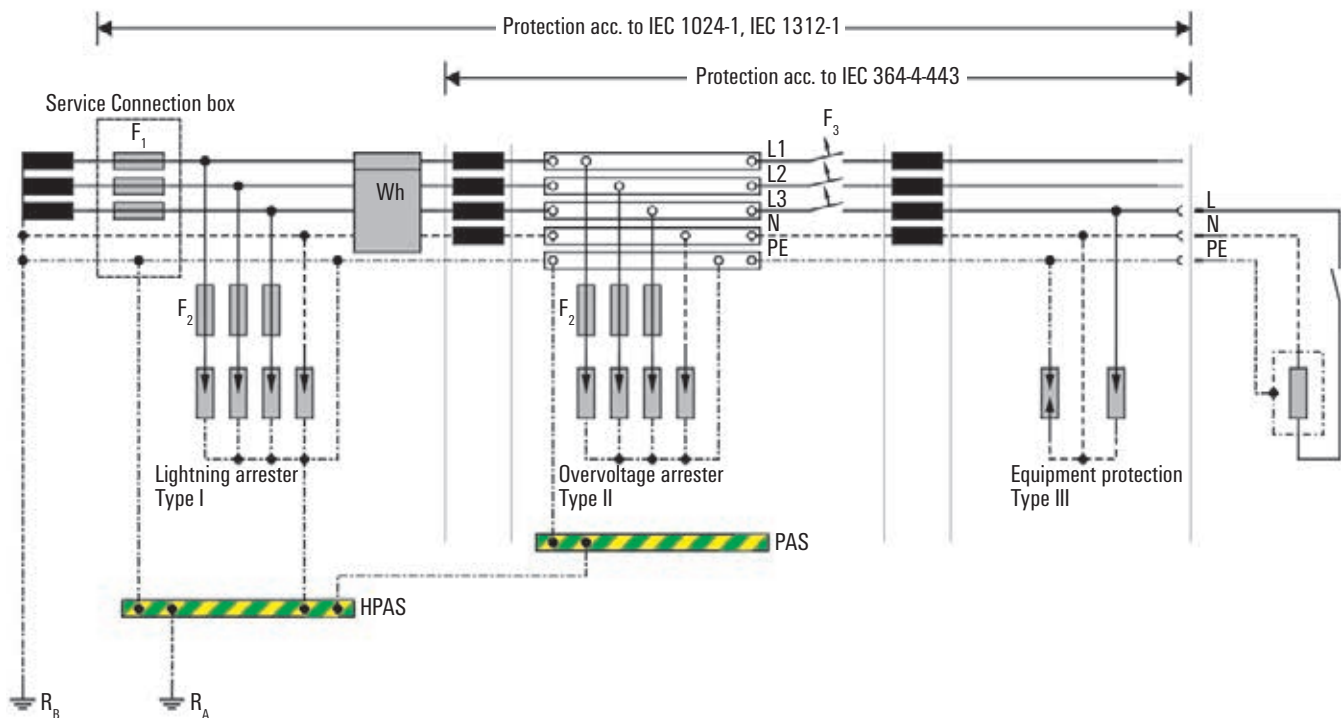 Protection acc. to IEC 1024-1, IEC 1312-1
Protection acc. to IEC 364-4-443
Service Connection box
F1
F3
L1
L2
L3
N
PE
Wh
L
N
PE
F2
F2
Lightning arrester
Type I
Overvoltage arrester
Type II
Equipment protection
Type III
PAS
HPAS
RB
RA